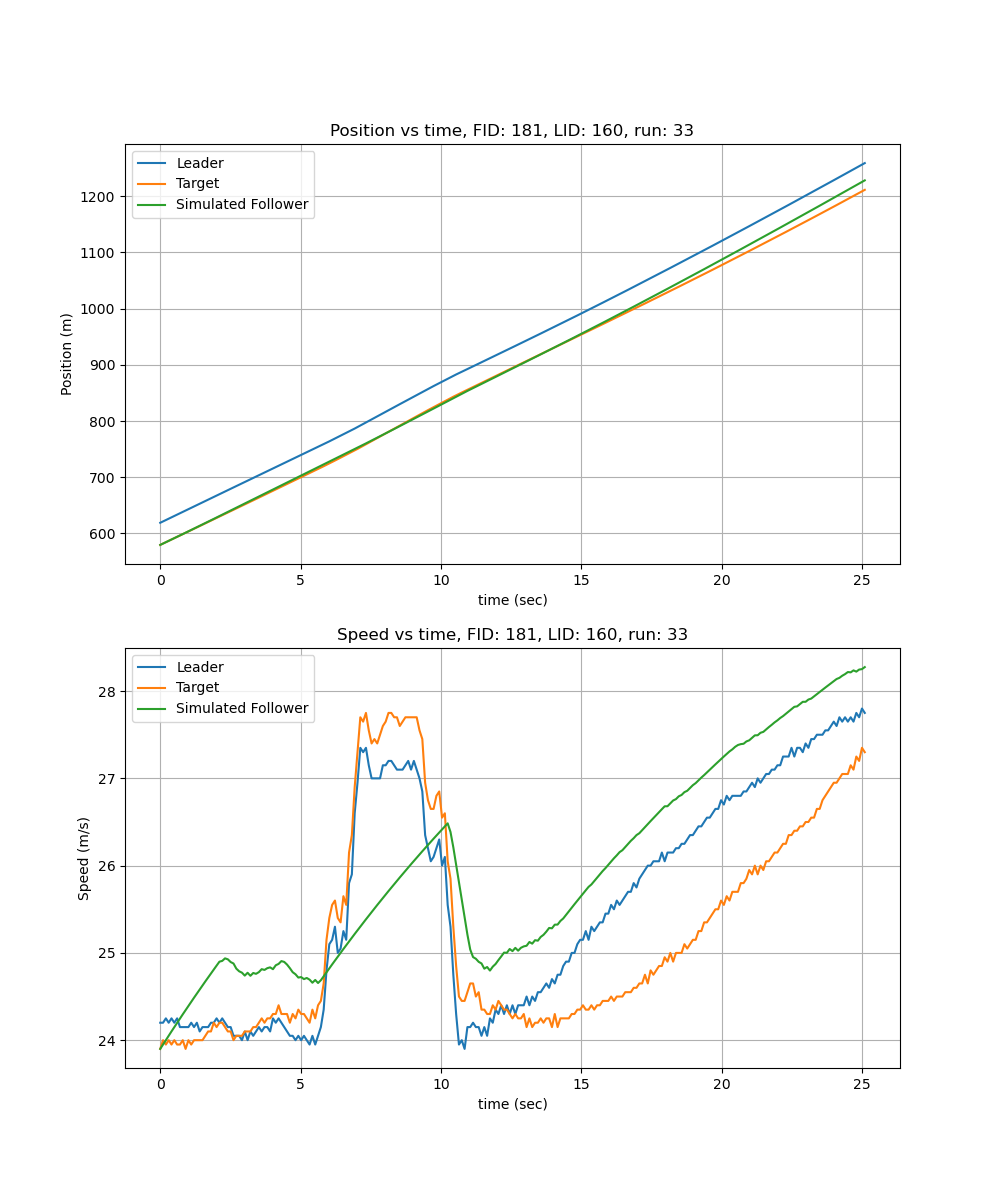 Position vs time, FID: 181, LID: 160, run: 33
Leader
Target
Simulated Follower
1200
1100
1000
900
800
700
600
Position (m)
0 5 10 15 20 25
time (sec)
Speed vs time, FID: 181, LID: 160, run: 33
Leader
Target
Simulated Follower
28
27
26
25
24
Speed (m/s)
0 5 10 15 20 25
time (sec)